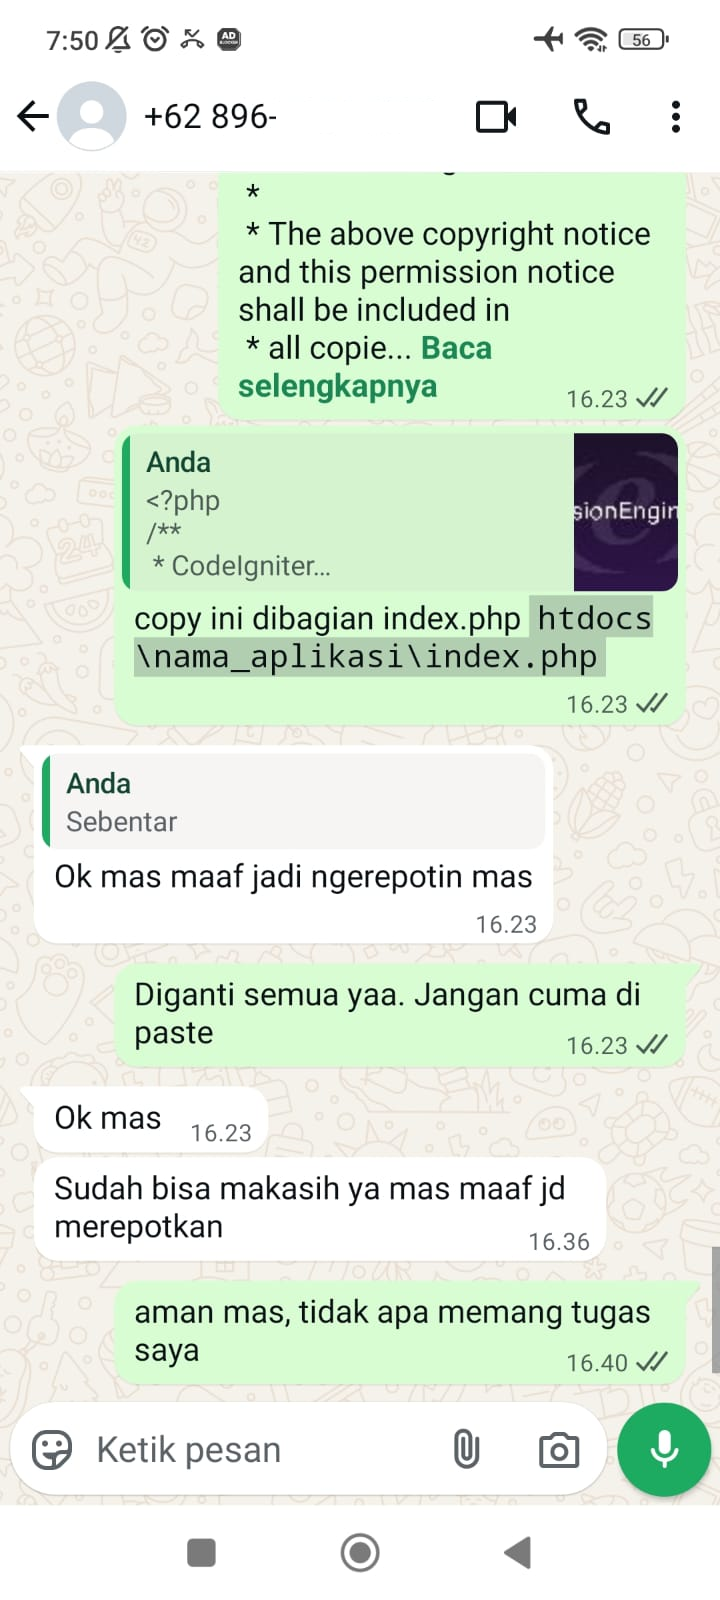 7:50
AD
56
+62 896-
*
* The above copyright notice
and this permission notice
shall be included in
* all copie... Baca
selengkapnya
16.23
Anda
<?php
/**
* CodeIgniter...
sionEngin
copy ini dibagian index.php htdocs
\nama_aplikasi\index.php
16.23
Anda
Sebentar
Ok mas maaf jadi ngerepotin mas
16.23
Diganti semua yaa. Jangan cuma di
paste
16.23
Ok mas
16.23
Sudah bisa makasih ya mas maaf jd
merepotkan
16.36
aman mas, tidak apa memang tugas
saya
16.40
Ketik pesan